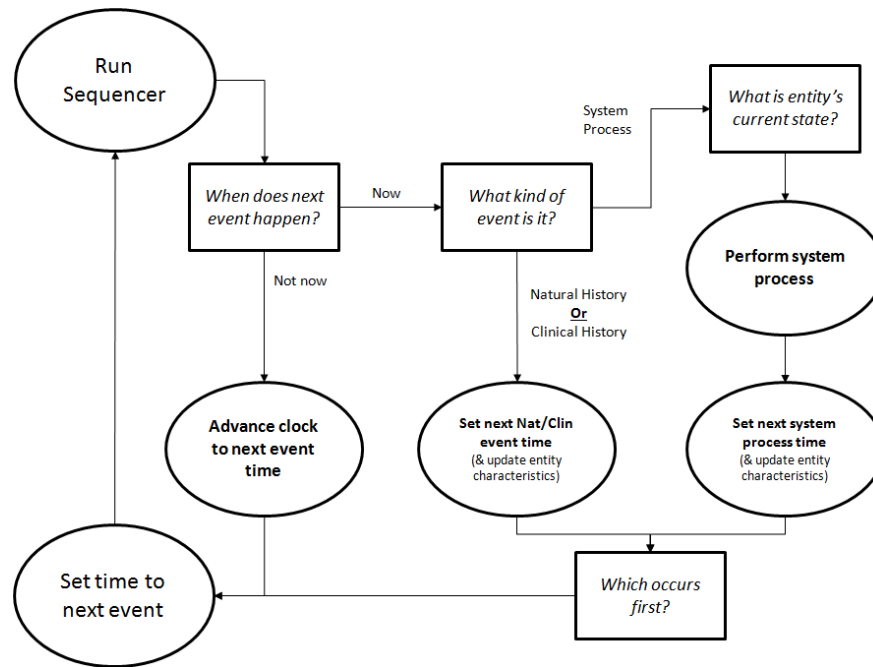 Run
Sequencer
When does next
event happen?
Now
Not now
What kind of
event is it?
System
Process
What is entity's
current state?
Perform system
process
Natural History
Or
Clinical History
Advance clock
to next event
time
Set next Nat/Clin
event time
(& update entity
characteristics)
Set next system
process time
(& update entity
characteristics)
Which occurs
first?
Set time to
next event